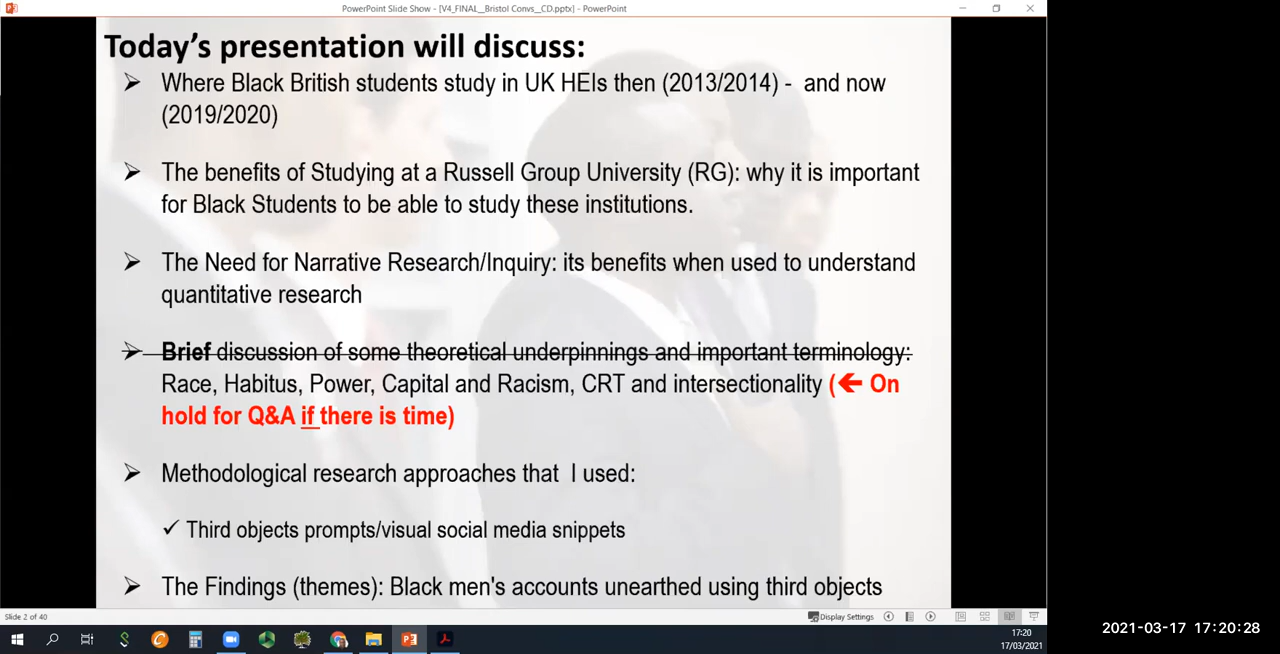 PowerPoint Slide Show - [V4_FINAL__Bristol Convs__CD.pptx] - PowerPoint
Today’s presentation will discuss:
➢ Where Black British students study in UK HEIs then (2013/2014) - and now
(2019/2020)
➢ The benefits of Studying at a Russell Group University (RG): why it is important
for Black Students to be able to study these institutions.
➢ The Need for Narrative Research/Inquiry: its benefits when used to understand
quantitative research
➢ Brief discussion of some theoretical underpinnings and important terminology:
Race, Habitus, Power, Capital and Racism, CRT and intersectionality (← On
hold for Q&A if there is time)
➢ Methodological research approaches that I used:
✓ Third objects prompts/visual social media snippets
➢ The Findings (themes): Black men's accounts unearthed using third objects
Slide 2 of 40
Display Settings
17:20
17/03/2021
2021-03-17 17:20:28